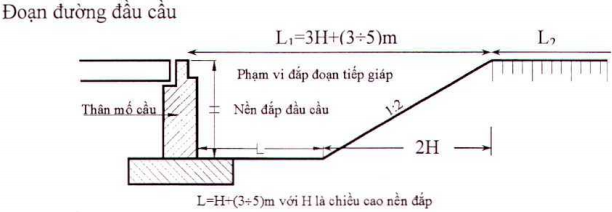 Đoạn đường đầu cầu
L₁=3H+(3÷5)m
L₂
Phạm vi đắp đoạn tiếp giáp
Thân mố cầu
H
Nền đắp đầu cầu
1:2
L
2H
L=H+(3÷5)m với H là chiều cao nền đắp